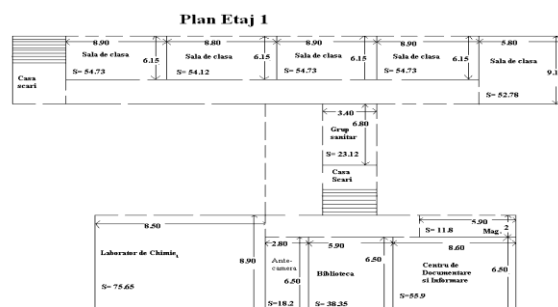 Plan Etaj 1
8.90 8.80 8.90 8.90 5.80
Sala de clasa Sala de clasa Sala de clasa Sala de clasa Sala de clasa
6.15 6.15 6.15 6.15 9.1
Casa
scari
S= 54.73 S= 54.12 S= 54.73 S= 54.73 S= 52.78
3.40
6.80
Grup
sanitar
S= 23.12
Casa
Scari
8.50
5.90
S= 11.8 Mag. 2
2.80 5.90 8.60
Laborator de Chimie
8.90
Ante-
camera
6.50
Biblioteca
6.50
Centru de
Documentare
si Informare
6.50
S= 75.65 S=18.2 S= 38.35 S=55.9